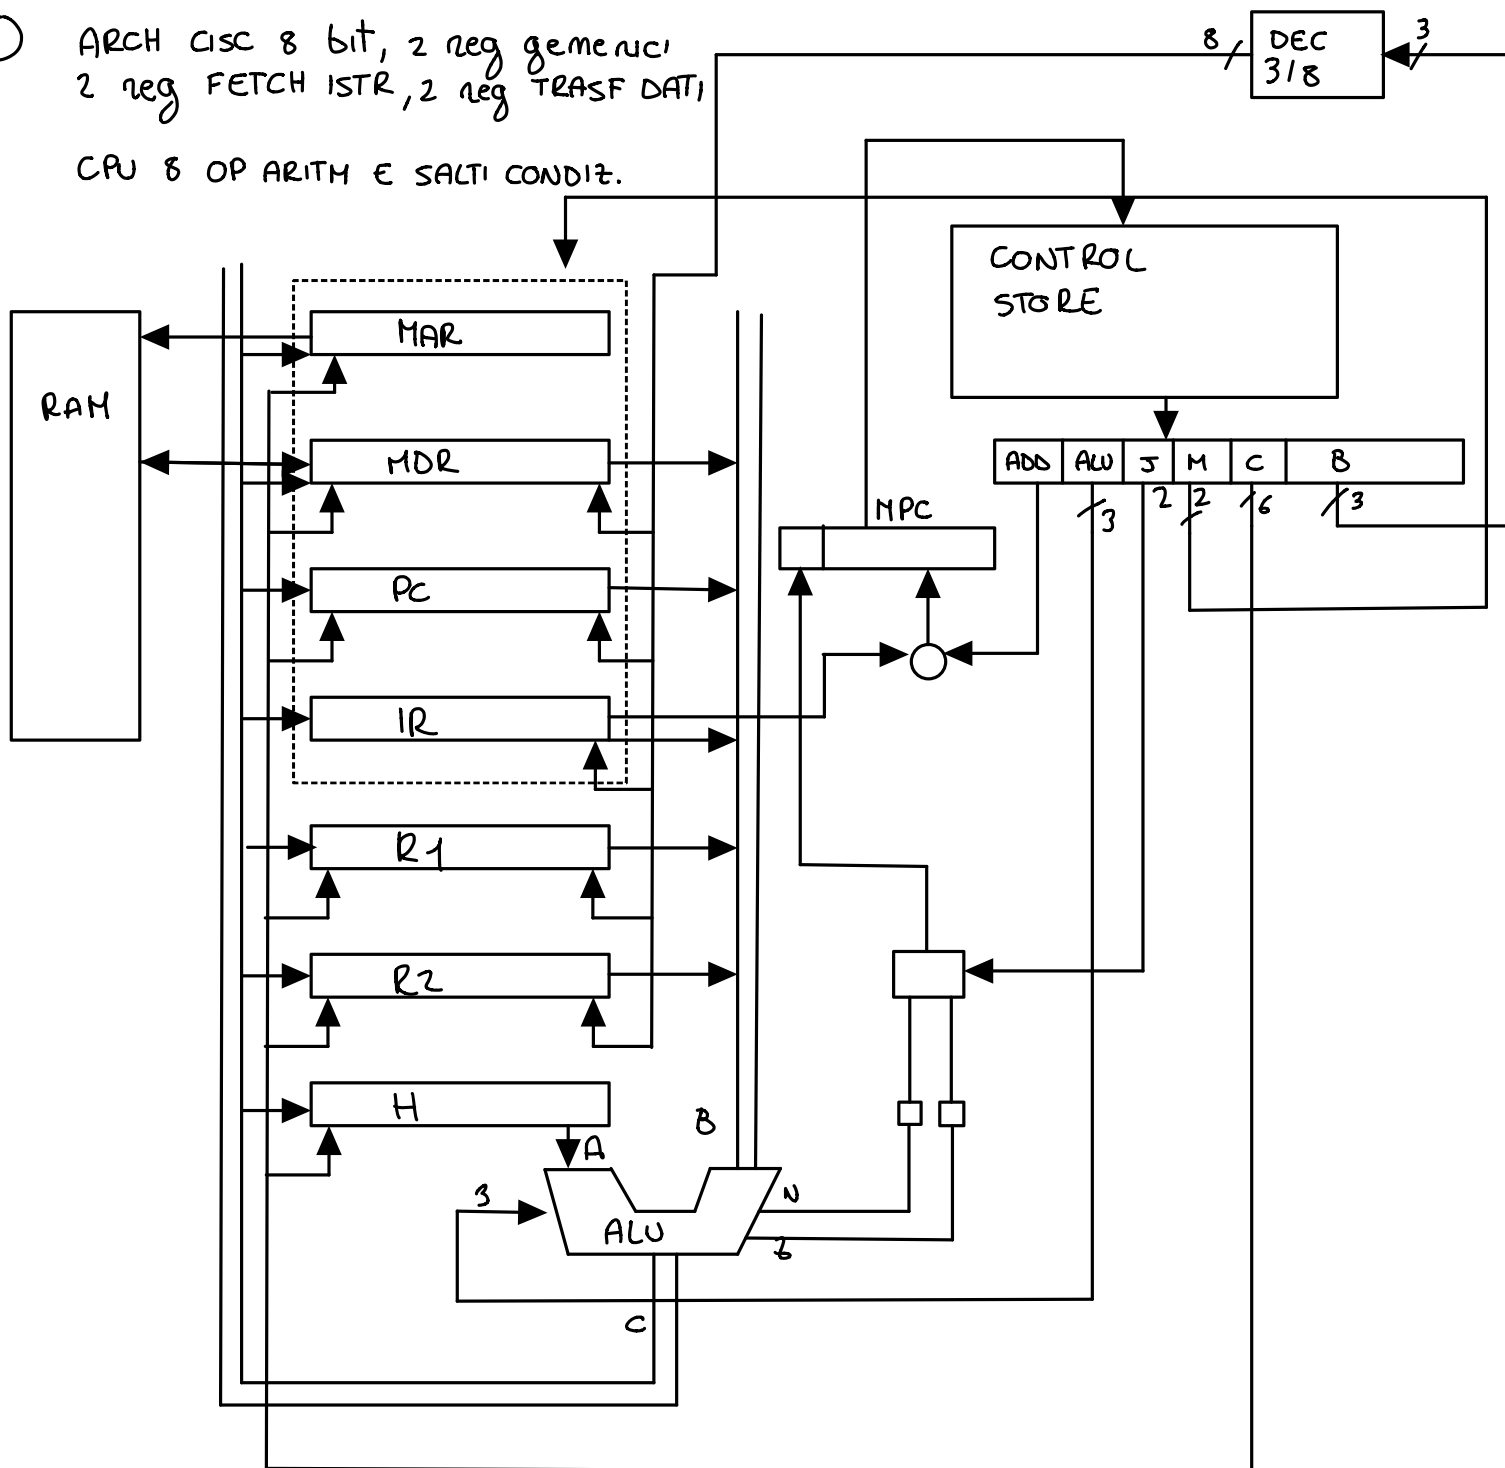 ARCH CISC 8 bit, 2 reg generici
2 reg FETCH ISTR, 2 reg TRASF DATI
CPU 8 OP ARITM E SALTI CONDIZ.
8
DEC
3/8
3
CONTROL
STORE
RAM
MAR
MDR
PC
IR
R1
R2
H
ADD ALU J M C B
3 2 2 6 3
MPC
A
B
3
ALU
N
Z
C